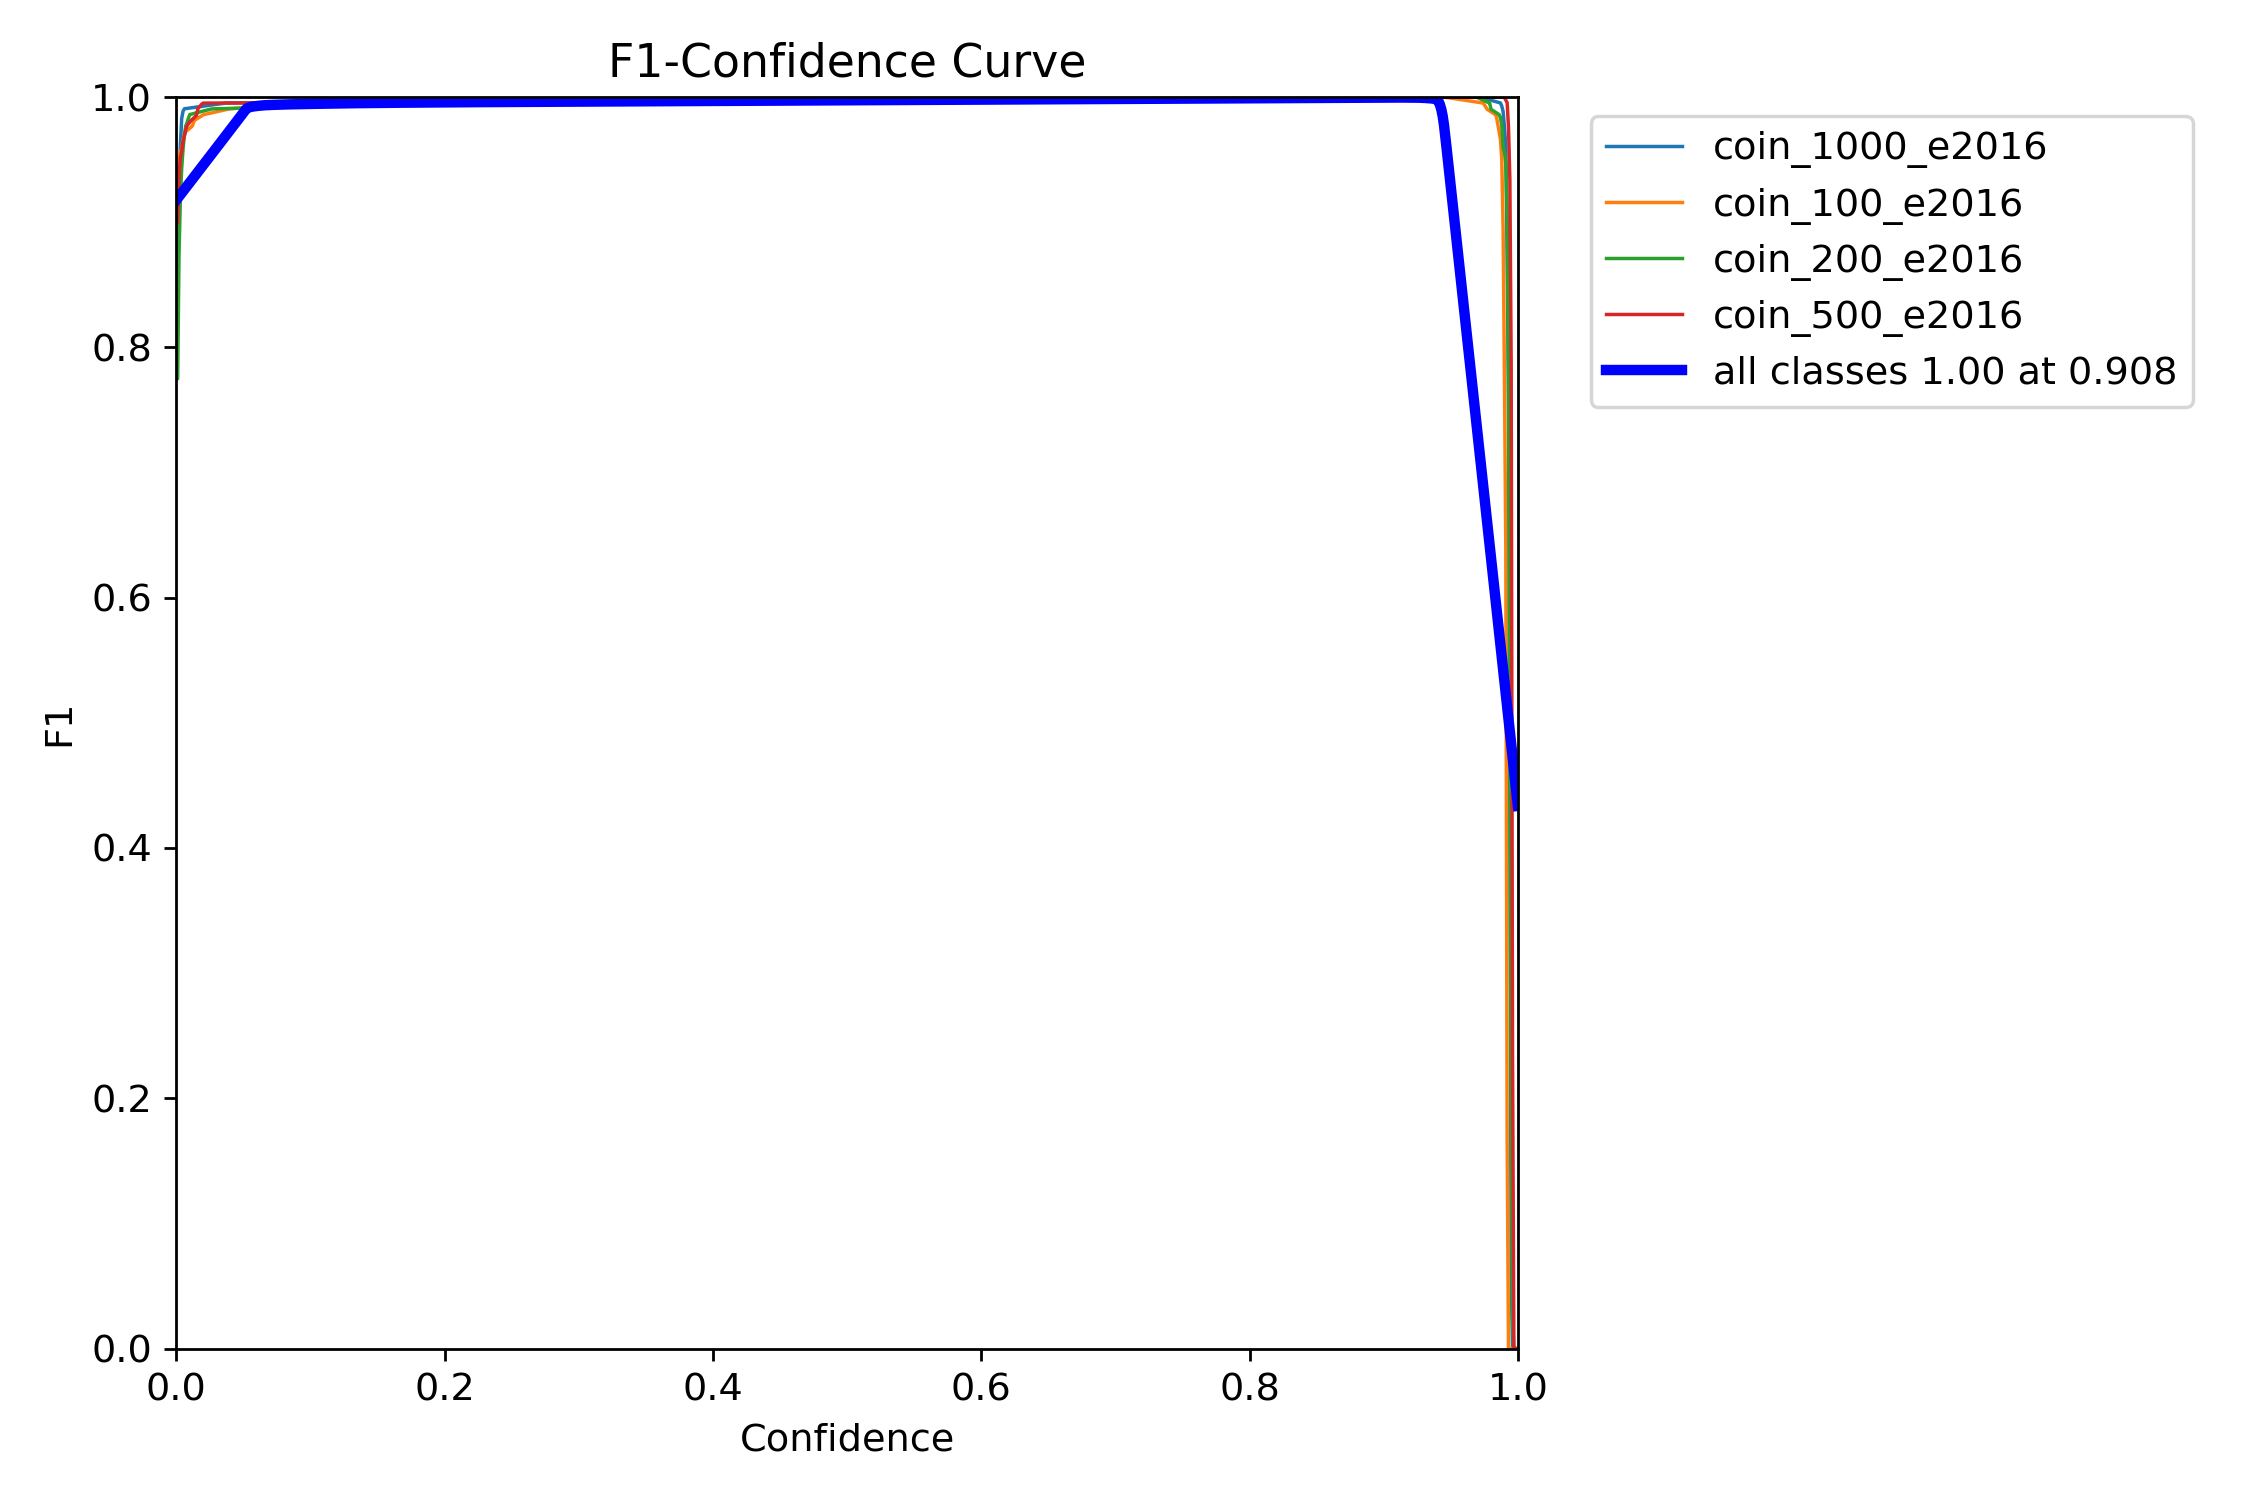 F1-Confidence Curve
1.0
0.8
0.6
0.4
0.2
0.0
F1
0.0 0.2 0.4 0.6 0.8 1.0
Confidence
coin_1000_e2016
coin_100_e2016
coin_200_e2016
coin_500_e2016
all classes 1.00 at 0.908